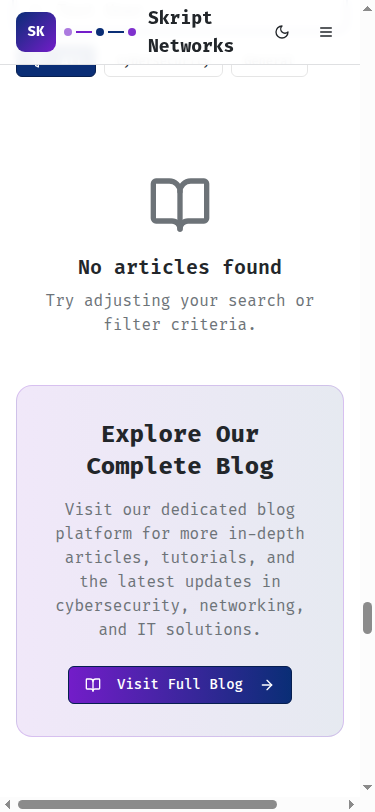 SK
Skript
Networks
No articles found
Try adjusting your search or
filter criteria.
Explore Our
Complete Blog
Visit our dedicated blog
platform for more in-depth
articles, tutorials, and
the latest updates in
cybersecurity, networking,
and IT solutions.
Visit Full Blog